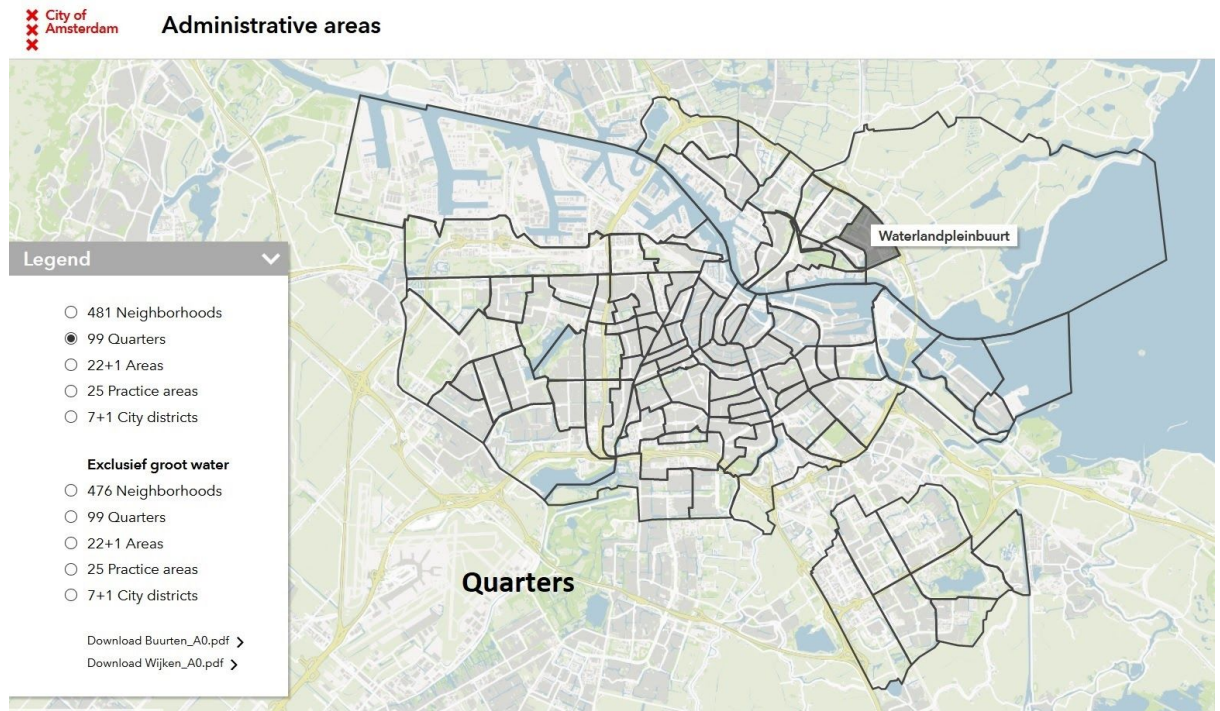 City of
Amsterdam
Administrative areas
Waterlandpleinbuurt
Legend
481 Neighborhoods
99 Quarters
22+1 Areas
25 Practice areas
7+1 City districts
Exclusief groot water
476 Neighborhoods
99 Quarters
22+1 Areas
25 Practice areas
7+1 City districts
Download Buurten_A0.pdf
Download Wijken_A0.pdf
Quarters